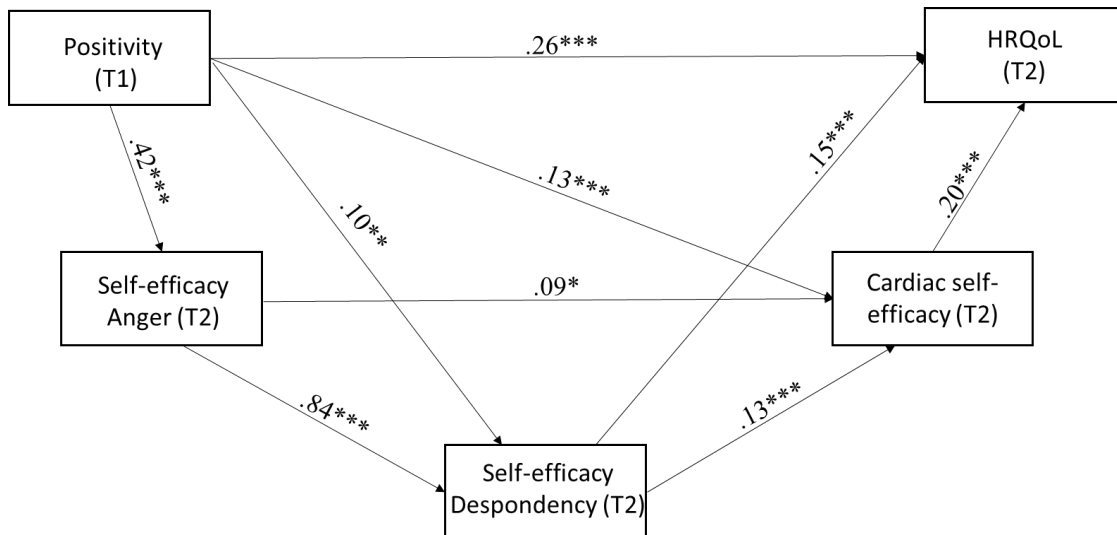 Positivity
(T1)
.26***
HRQoL
(T2)
.42***
.10**
.13***
.15***
.20***
Self-efficacy
Anger (T2)
.09*
Cardiac self-
efficacy (T2)
.84***
.13***
Self-efficacy
Despondency (T2)